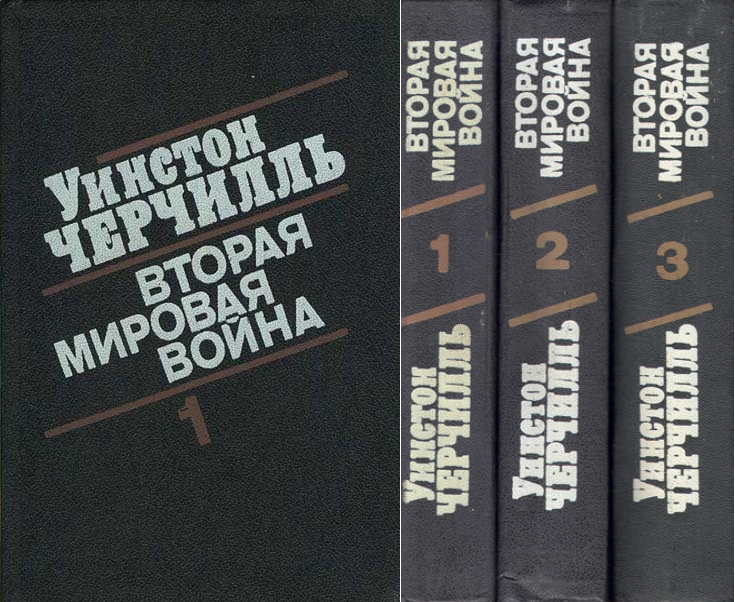 Уинстон
ЧЕРЧИЛЛЬ
ВТОРАЯ
МИРОВАЯ
ВОЙНА
1
ВТОРАЯ
МИРОВАЯ
ВОЙНА
1
Уинстон
ЧЕРЧИЛЛЬ
ВТОРАЯ
МИРОВАЯ
ВОЙНА
2
Уинстон
ЧЕРЧИЛЛЬ
ВТОРАЯ
МИРОВАЯ
ВОЙНА
3
Уинстон
ЧЕРЧИЛЛЬ